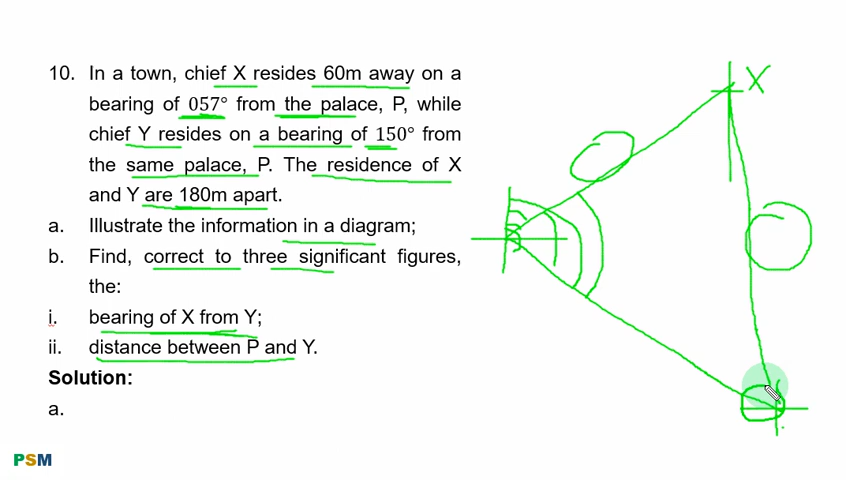 10. In a town, chief X resides 60m away on a
bearing of 057° from the palace, P, while
chief Y resides on a bearing of 150° from
the same palace, P. The residence of X
and Y are 180m apart.
a. Illustrate the information in a diagram;
b. Find, correct to three significant figures,
the:
i. bearing of X from Y;
ii. distance between P and Y.
Solution:
a.
X
PSM